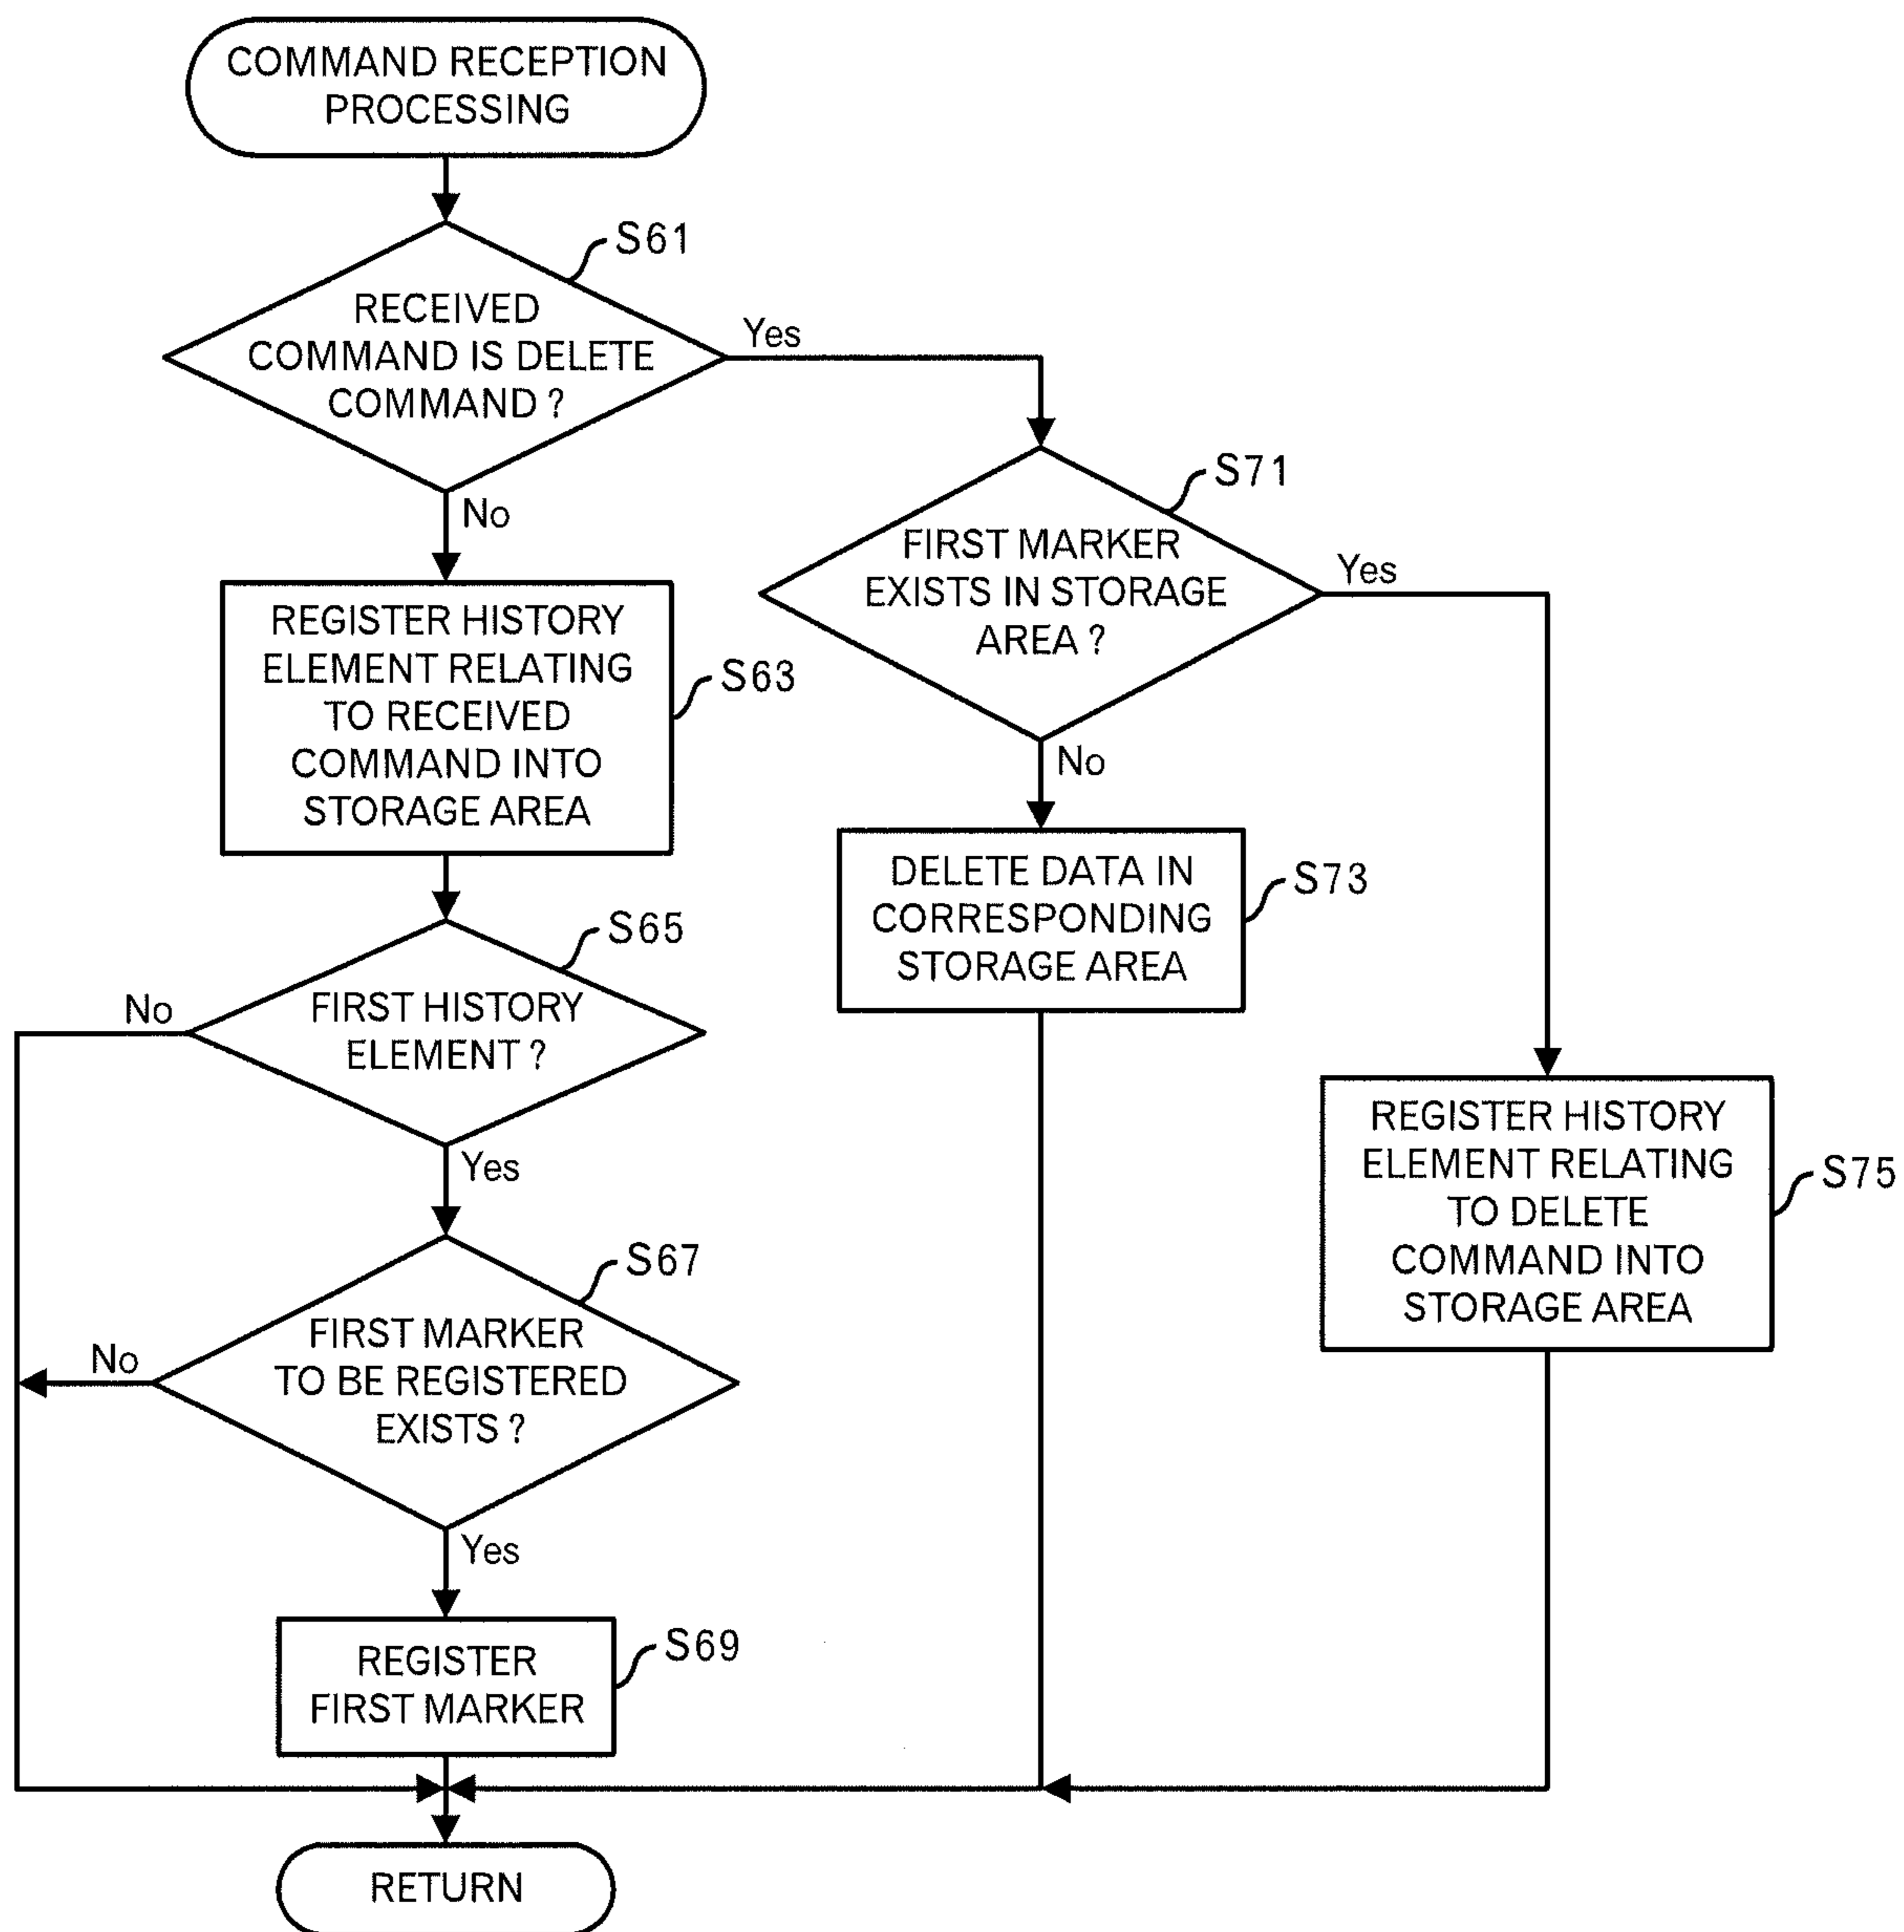 COMMAND RECEPTION
PROCESSING
S61
RECEIVED
COMMAND IS DELETE
COMMAND ?
Yes
No
S71
FIRST MARKER
EXISTS IN STORAGE
AREA ?
Yes
No
REGISTER HISTORY
ELEMENT RELATING
TO RECEIVED
COMMAND INTO
STORAGE AREA
S63
DELETE DATA IN
CORRESPONDING
STORAGE AREA
S73
S65
FIRST HISTORY
ELEMENT ?
No
Yes
REGISTER HISTORY
ELEMENT RELATING
TO DELETE
COMMAND INTO
STORAGE AREA
S75
S67
FIRST MARKER
TO BE REGISTERED
EXISTS ?
No
Yes
REGISTER
FIRST MARKER
S69
RETURN